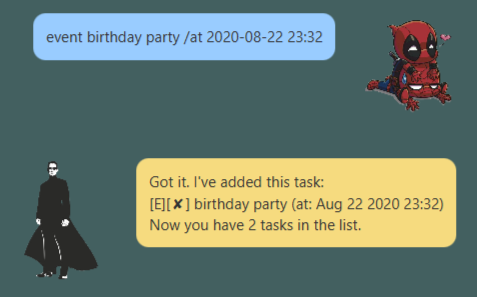 event birthday party /at 2020-08-22 23:32
Got it. I've added this task:
[E][✘] birthday party (at: Aug 22 2020 23:32)
Now you have 2 tasks in the list.